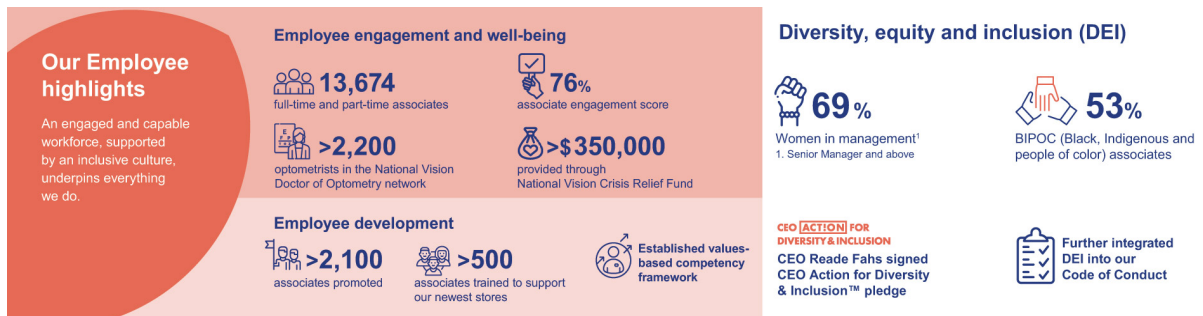 Our Employee
highlights
An engaged and capable
workforce, supported
by an inclusive culture,
underpins everything
we do.
Employee engagement and well-being
13,674
full-time and part-time associates
76%
associate engagement score
E
>2,200
optometrists in the National Vision
Doctor of Optometry network
>$350,000
provided through
National Vision Crisis Relief Fund
Employee development
>2,100
associates promoted
>500
associates trained to support
our newest stores
Established values-
based competency
framework
Diversity, equity and inclusion (DEI)
69%
Women in management¹
1. Senior Manager and above
53%
BIPOC (Black, Indigenous and
people of color) associates
CEO ACT!ON FOR
DIVERSITY & INCLUSION
CEO Reade Fahs signed
CEO Action for Diversity
& Inclusion™ pledge
Further integrated
DEI into our
Code of Conduct